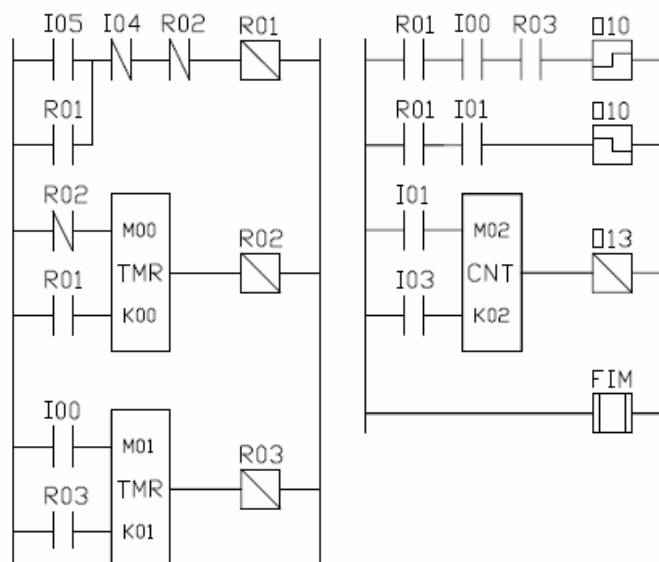 I05 I04 R02 R01
R01
R02
M00
R02
TMR
R01
K00
I00
M01
R03
TMR
R03
K01
R01 I00 R03 O10
R01 I01 O10
I01
M02
O13
CNT
I03
K02
FIM